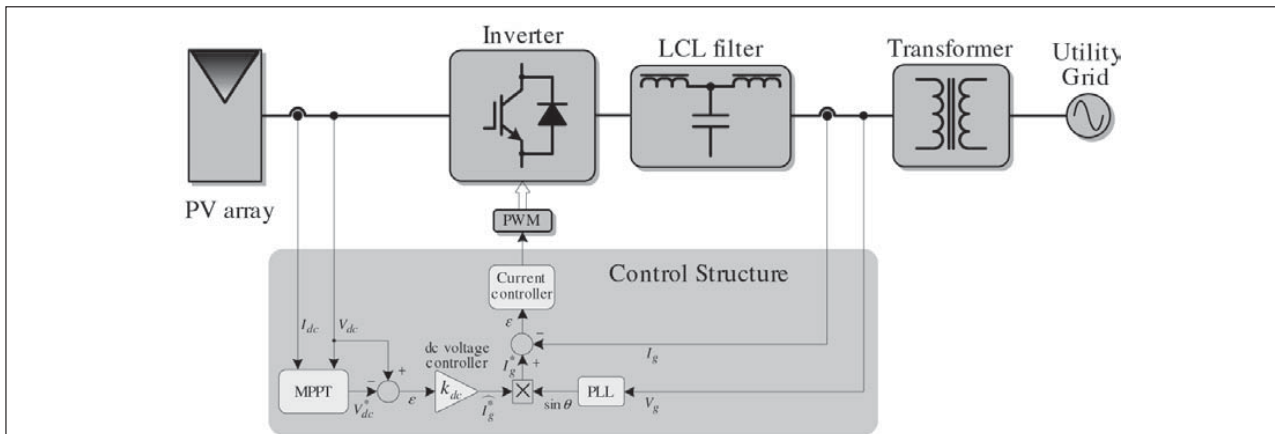 Inverter
LCL filter
Transformer
Utility
Grid
PV array
PWM
Control Structure
Current
controller
ε
−
I_dc
V_dc
dc voltage
controller
I_g^*
+
I_g
+
MPPT
−
k_dc
×
PLL
V_dc^*
ε
\widehat{I_g^*}
sin θ
V_g